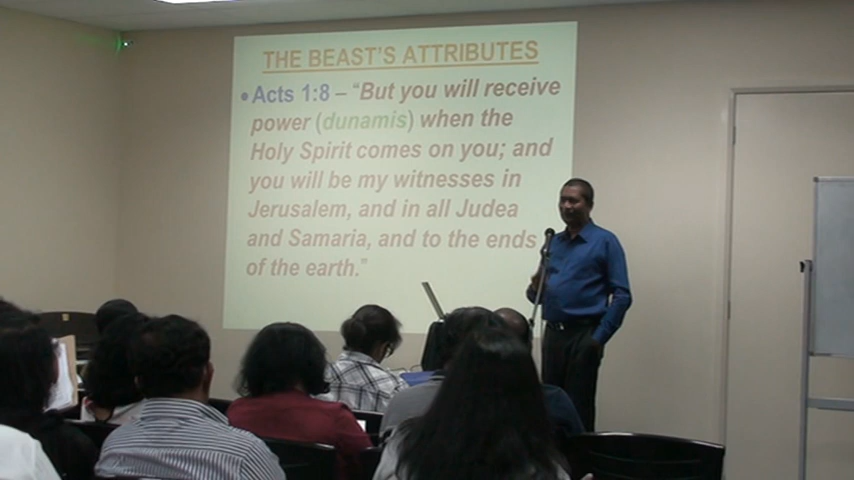 THE BEAST'S ATTRIBUTES
• Acts 1:8 – "But you will receive
power (dunamis) when the
Holy Spirit comes on you; and
you will be my witnesses in
Jerusalem, and in all Judea
and Samaria, and to the ends
of the earth."